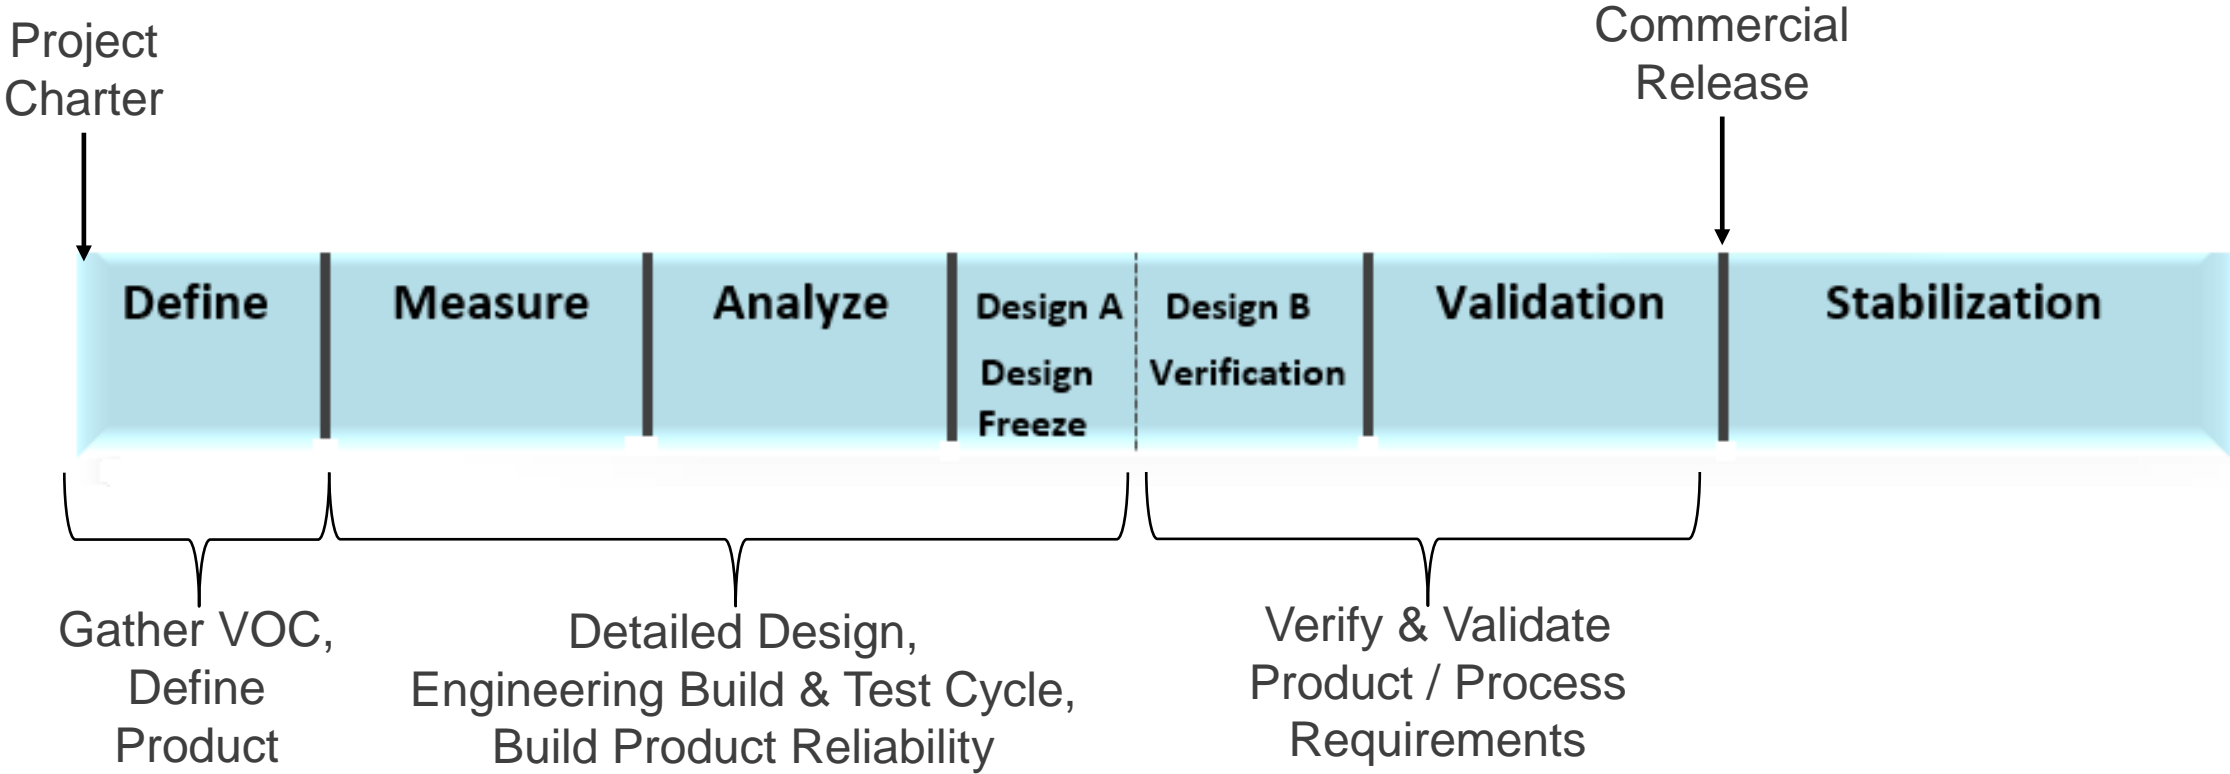 Project
Charter
Commercial
Release
Define
Measure
Analyze
Design A
Design
Freeze
Design B
Verification
Validation
Stabilization
Gather VOC,
Define
Product
Detailed Design,
Engineering Build & Test Cycle,
Build Product Reliability
Verify & Validate
Product / Process
Requirements